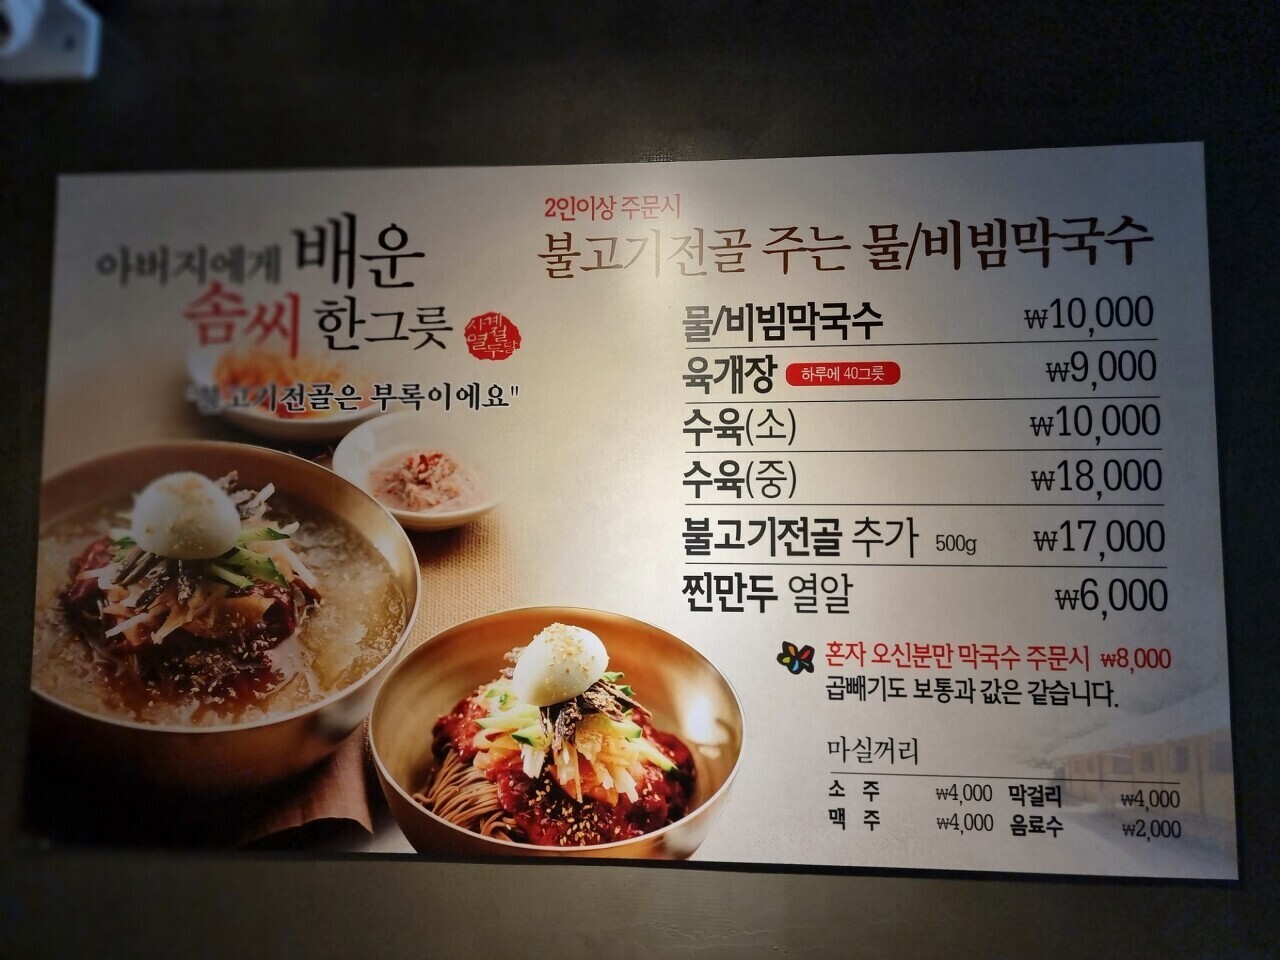 아버지에게 배운
솜씨 한그릇
사계
열절
두탐
"불고기전골은 부록이에요"
2인이상 주문시
불고기전골 주는 물/비빔막국수
물/비빔막국수 ₩10,000
육개장 하루에 40그릇 ₩9,000
수육(소) ₩10,000
수육(중) ₩18,000
불고기전골 추가 500g ₩17,000
찐만두 열알 ₩6,000
혼자 오신분만 막국수 주문시 ₩8,000
곱빼기도 보통과 값은 같습니다.
마실꺼리
소 주 ₩4,000 막걸리 ₩4,000
맥 주 ₩4,000 음료수 ₩2,000